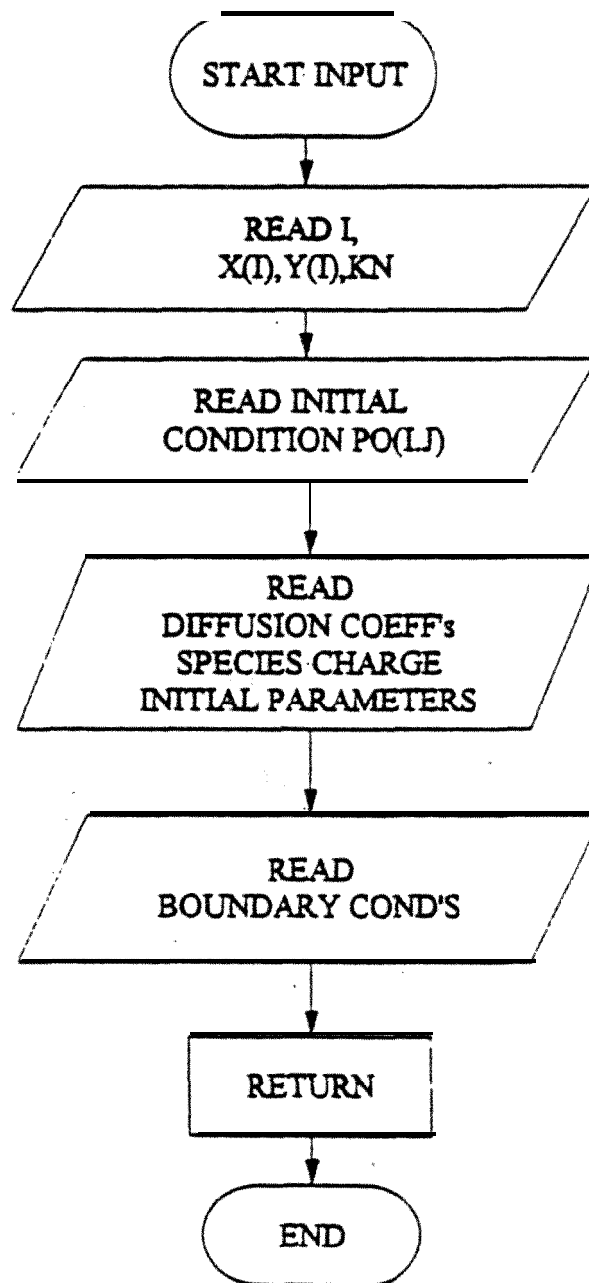 START INPUT
READ I,
X(I),Y(I),KN
READ INITIAL
CONDITION PO(I,J)
READ
DIFFUSION COEFF's
SPECIES CHARGE
INITIAL PARAMETERS
READ
BOUNDARY COND'S
RETURN
END